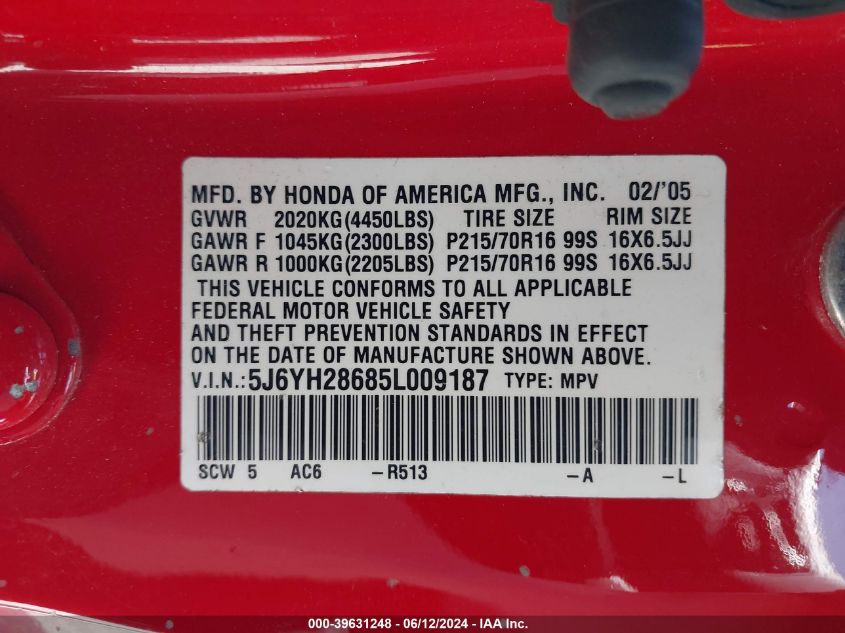 MFD. BY HONDA OF AMERICA MFG., INC. 02/'05
GVWR 2020KG(4450LBS) TIRE SIZE RIM SIZE
GAWR F 1045KG(2300LBS) P215/70R16 99S 16X6.5JJ
GAWR R 1000KG(2205LBS) P215/70R16 99S 16X6.5JJ
THIS VEHICLE CONFORMS TO ALL APPLICABLE
FEDERAL MOTOR VEHICLE SAFETY
AND THEFT PREVENTION STANDARDS IN EFFECT
ON THE DATE OF MANUFACTURE SHOWN ABOVE.
V.I.N.: 5J6YH28685L009187 TYPE: MPV
SCW 5 AC6 -R513 -A -L
000-39631248 - 06/12/2024 - IAA Inc.